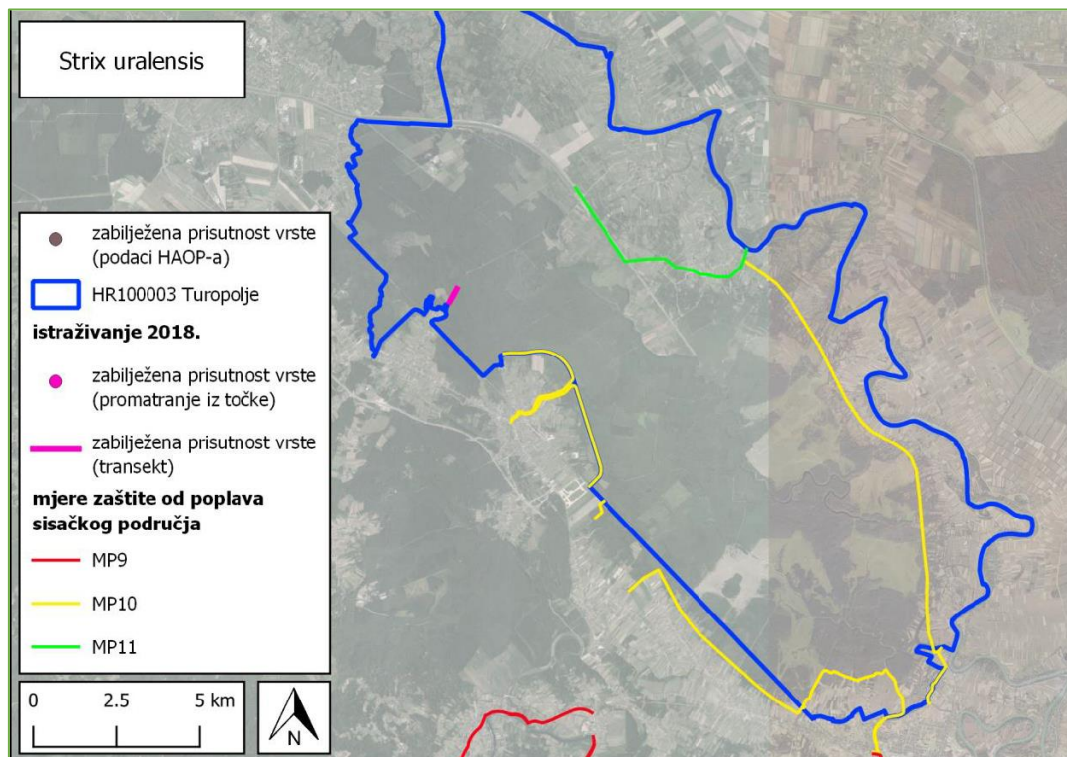 Strix uralensis
zabilježena prisutnost vrste
(podaci HAOP-a)
HR100003 Turopolje
istraživanje 2018.
zabilježena prisutnost vrste
(promatranje iz točke)
zabilježena prisutnost vrste
(transekt)
mjere zaštite od poplava
sisačkog područja
MP9
MP10
MP11
0 2.5 5 km
N